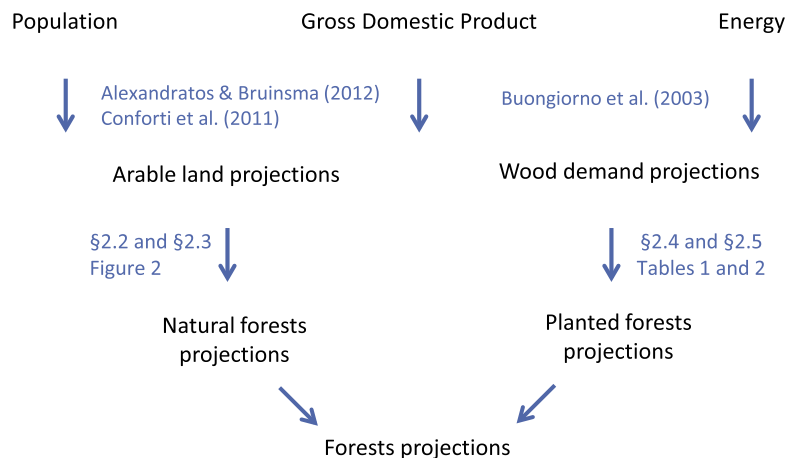 Population
Gross Domestic Product
Energy
Alexandratos & Bruinsma (2012)
Conforti et al. (2011)
Buongiorno et al. (2003)
Arable land projections
Wood demand projections
§2.2 and §2.3
Figure 2
§2.4 and §2.5
Tables 1 and 2
Natural forests
projections
Planted forests
projections
Forests projections